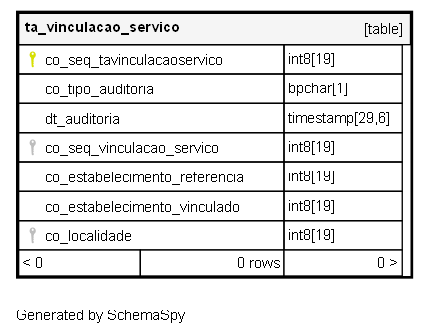 ta_vinculacao_servico [table]
co_seq_tavinculacaoservico int8[19]
co_tipo_auditoria bpchar[1]
dt_auditoria timestamp[29,6]
co_seq_vinculacao_servico int8[19]
co_estabelecimento_referencia int8[19]
co_estabelecimento_vinculado int8[19]
co_localidade int8[19]
< 0 0 rows 0 >
Generated by SchemaSpy